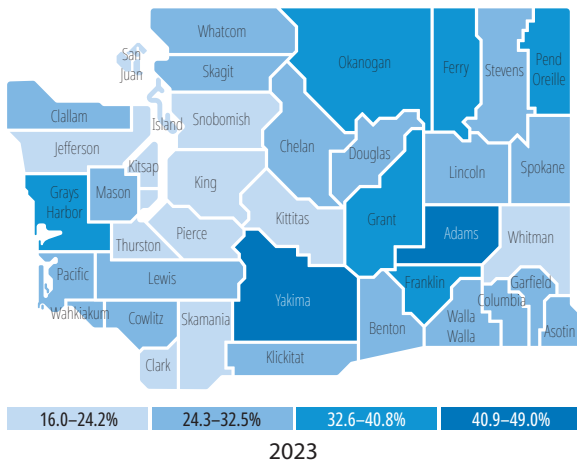 Whatcom
San
Juan
Skagit
Okanogan
Ferry
Stevens
Pend
Oreille
Clallam
Island
Snobomish
Chelan
Douglas
Jefferson
Kitsap
King
Lincoln
Spokane
Grays
Harbor
Mason
Kittitas
Grant
Adams
Whitman
Thurston
Pierce
Pacific
Lewis
Yakima
Franklin
Garfield
Columbia
Wahkiakum
Cowlitz
Skamania
Benton
Walla
Walla
Asotin
Clark
Klickitat
16.0–24.2%
24.3–32.5%
32.6–40.8%
40.9–49.0%
2023